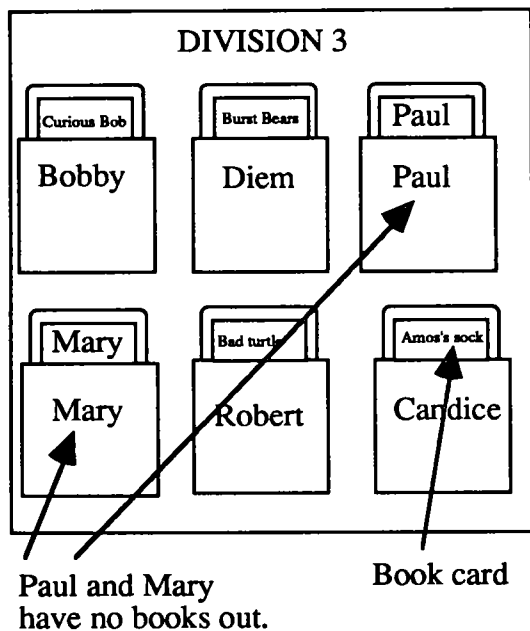 DIVISION 3
Curious Bob
Burst Bears
Paul
Bobby
Diem
Paul
Mary
Bad turtle
Amos's sock
Mary
Robert
Candice
Paul and Mary
have no books out.
Book card